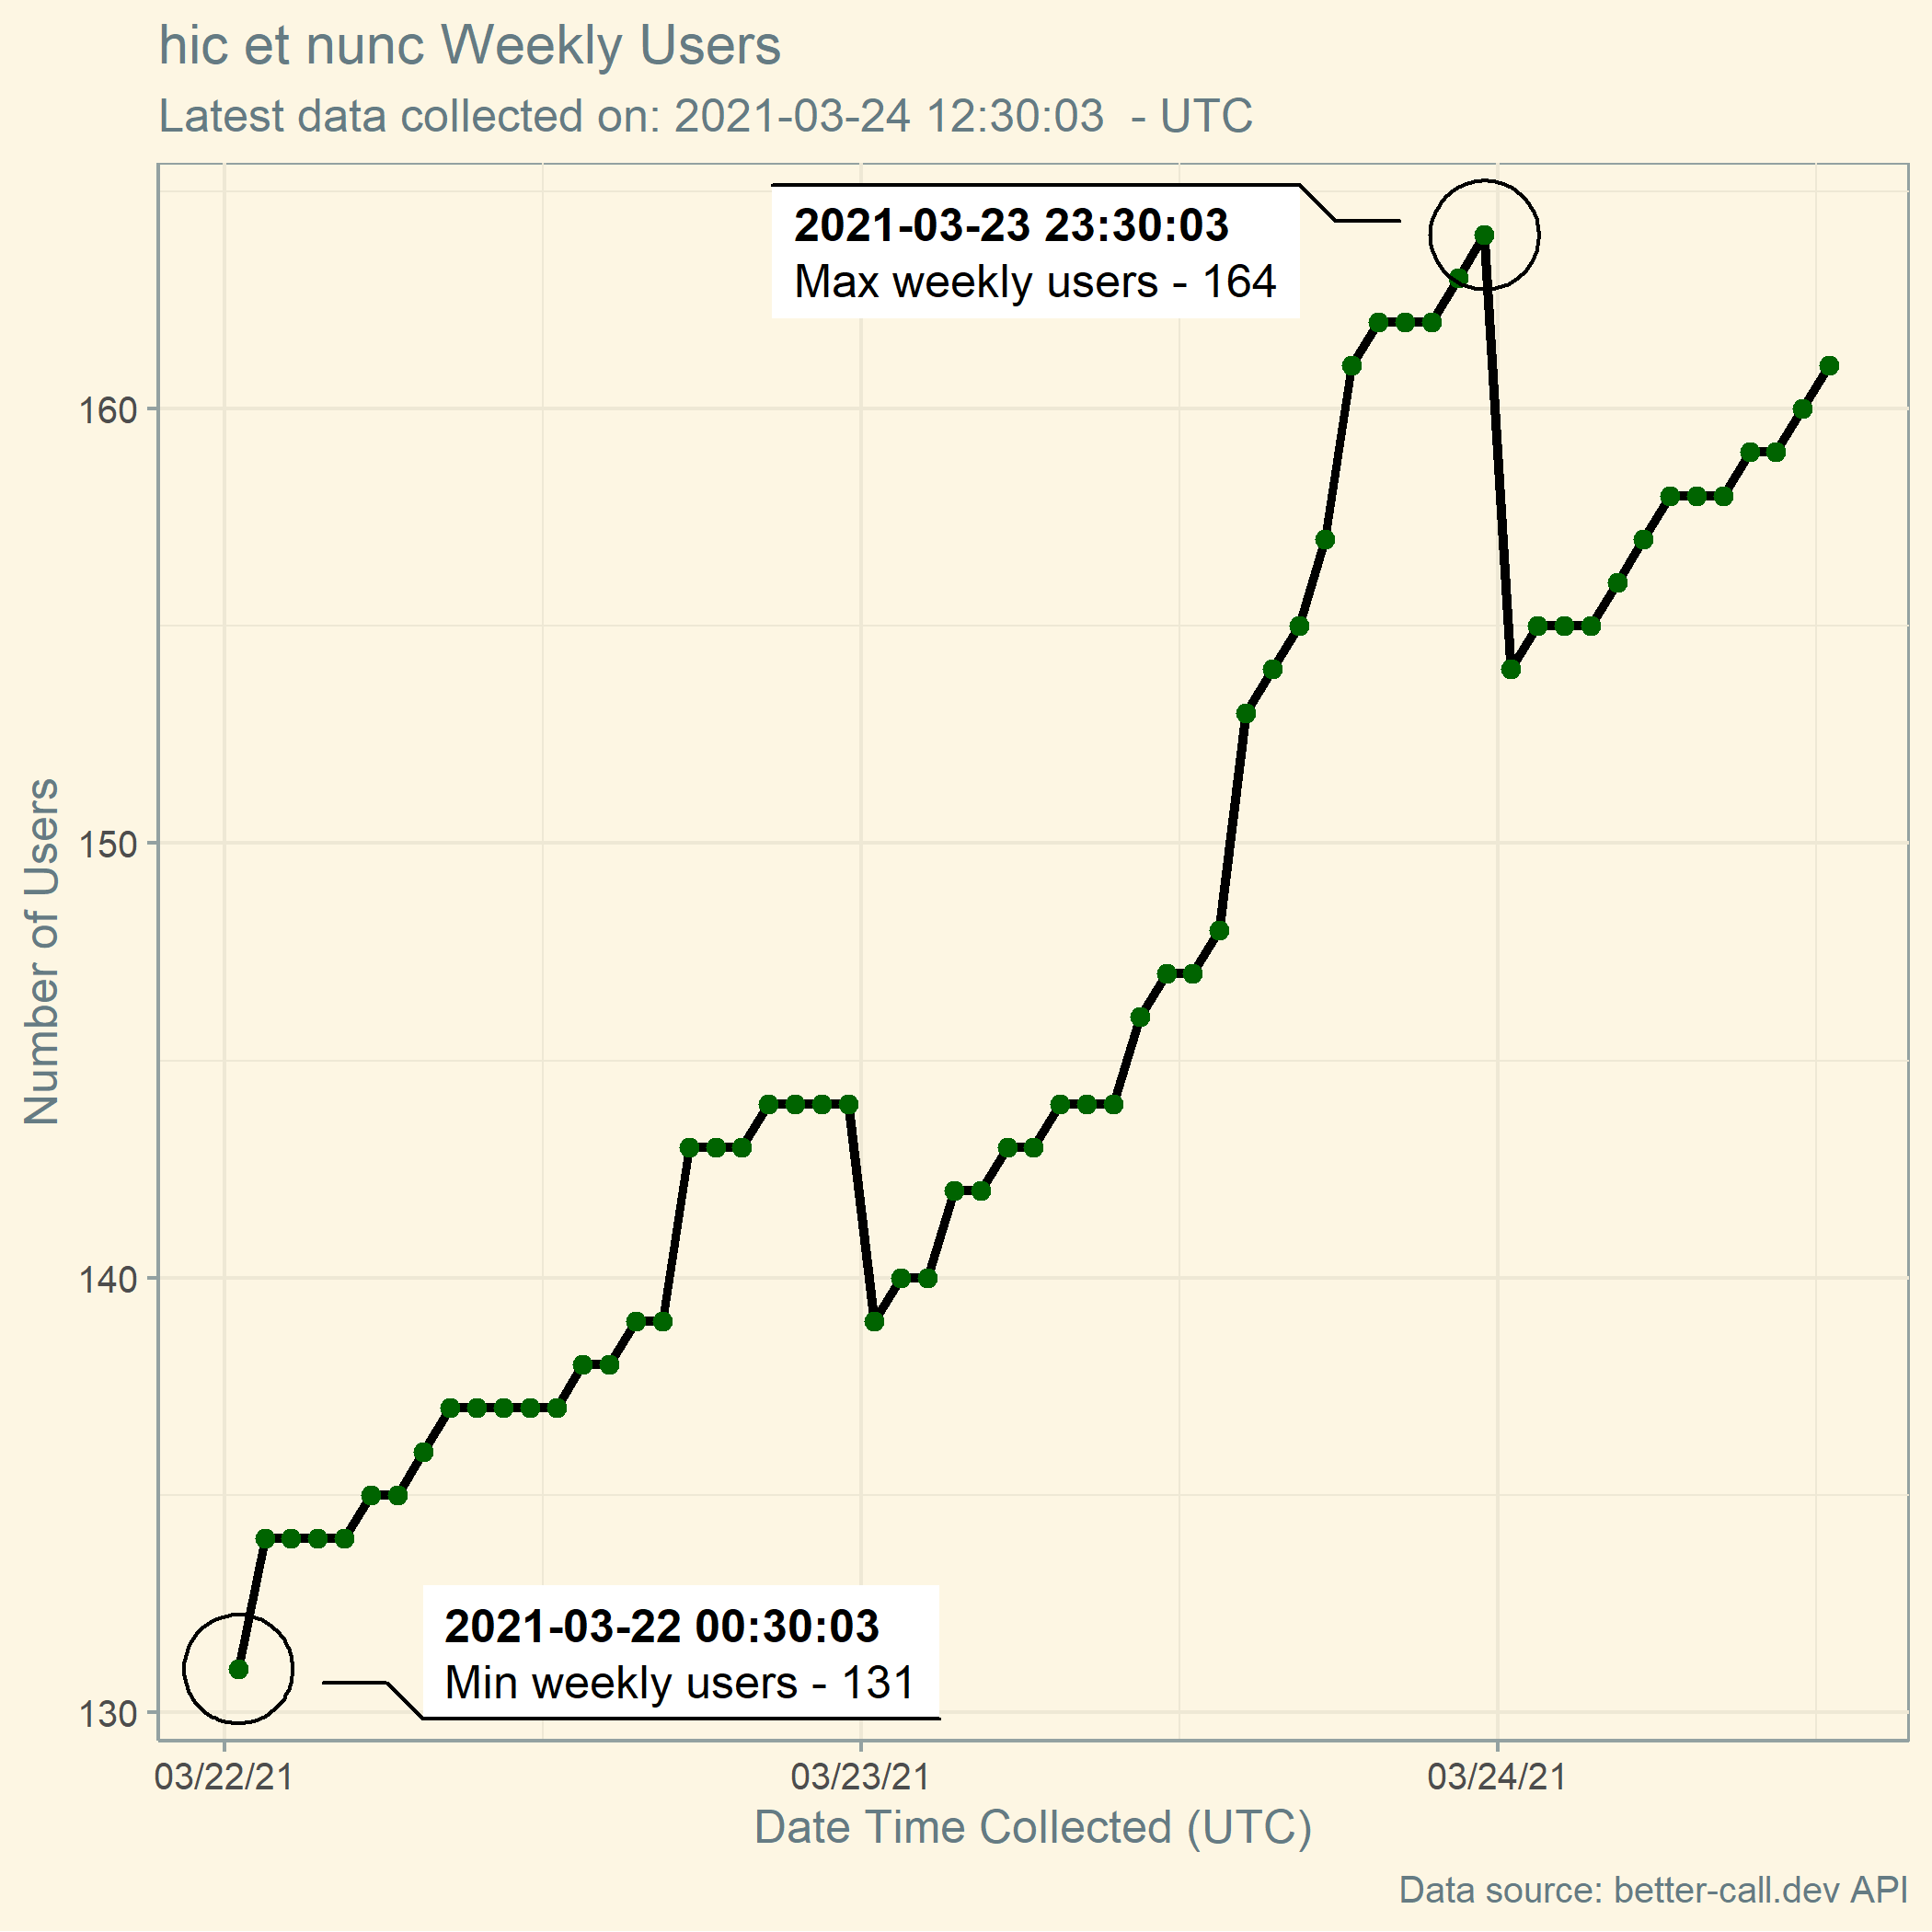 hic et nunc Weekly Users
Latest data collected on: 2021-03-24 12:30:03  - UTC
2021-03-23 23:30:03
Max weekly users - 164
160
150
140
130
Number of Users
2021-03-22 00:30:03
Min weekly users - 131
03/22/21
03/23/21
03/24/21
Date Time Collected (UTC)
Data source: better-call.dev API